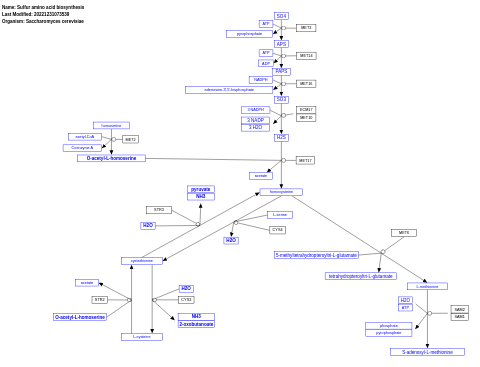 Name: Sulfur amino acid biosynthesis
Last Modified: 20221231073539
Organism: Saccharomyces cerevisiae
SO4
ATP
MET3
pyrophosphate
APS
ATP
MET14
ADP
PAPS
NADPH
MET16
adenosine-3',5'-bisphosphate
SO3
3 NADPH
ECM17
MET10
3 NADP
3 H2O
H2S
homoserine
acetyl-CoA
MET2
Coenzyme A
O-acetyl-L-homoserine
MET17
acetate
homocysteine
pyruvate
NH3
STR3
H2O
L-serine
CYS4
H2O
MET6
5-methyltetrahydropteroyltri-L-glutamate
cystathionine
tetrahydropteroyltri-L-glutamate
acetate
H2O
L-methionine
STR2
CYS3
H2O
ATP
SAM2
SAM1
O-acetyl-L-homoserine
NH3
2-oxobutanoate
phosphate
pyrophosphate
L-cysteine
S-adenosyl-L-methionine